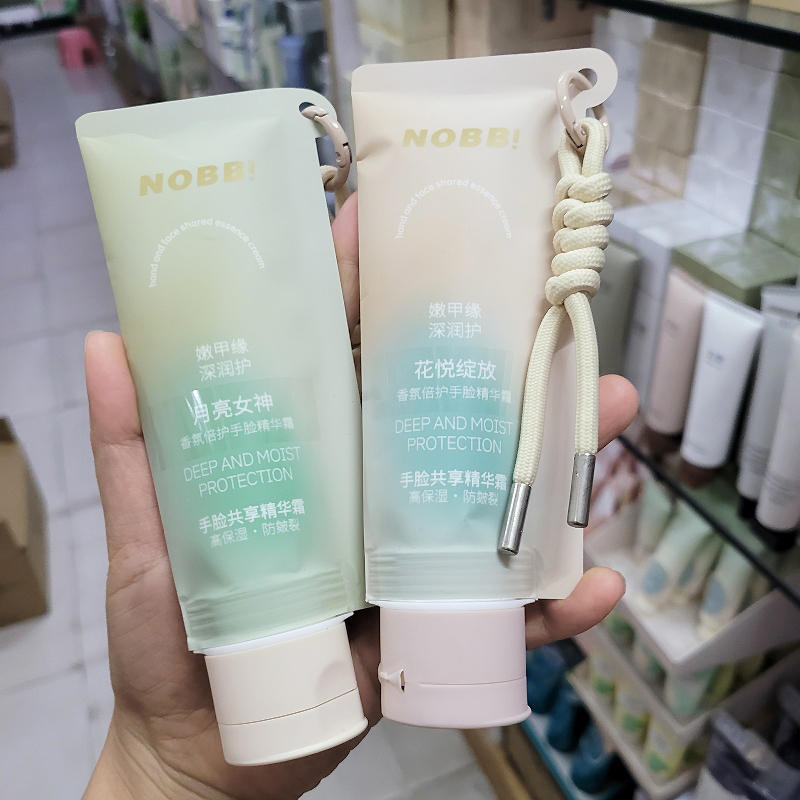 NOBB!
hand and face shared essence cream
嫩甲缘
深润护
月亮女神
香氛倍护手脸精华霜
DEEP AND MOIST
PROTECTION
手脸共享精华霜
高保湿·防皴裂
NOBB!
hand and face shared essence cream
嫩甲缘
深润护
花悦绽放
香氛倍护手脸精华霜
DEEP AND MOIST
PROTECTION
手脸共享精华霜
高保湿·防皴裂